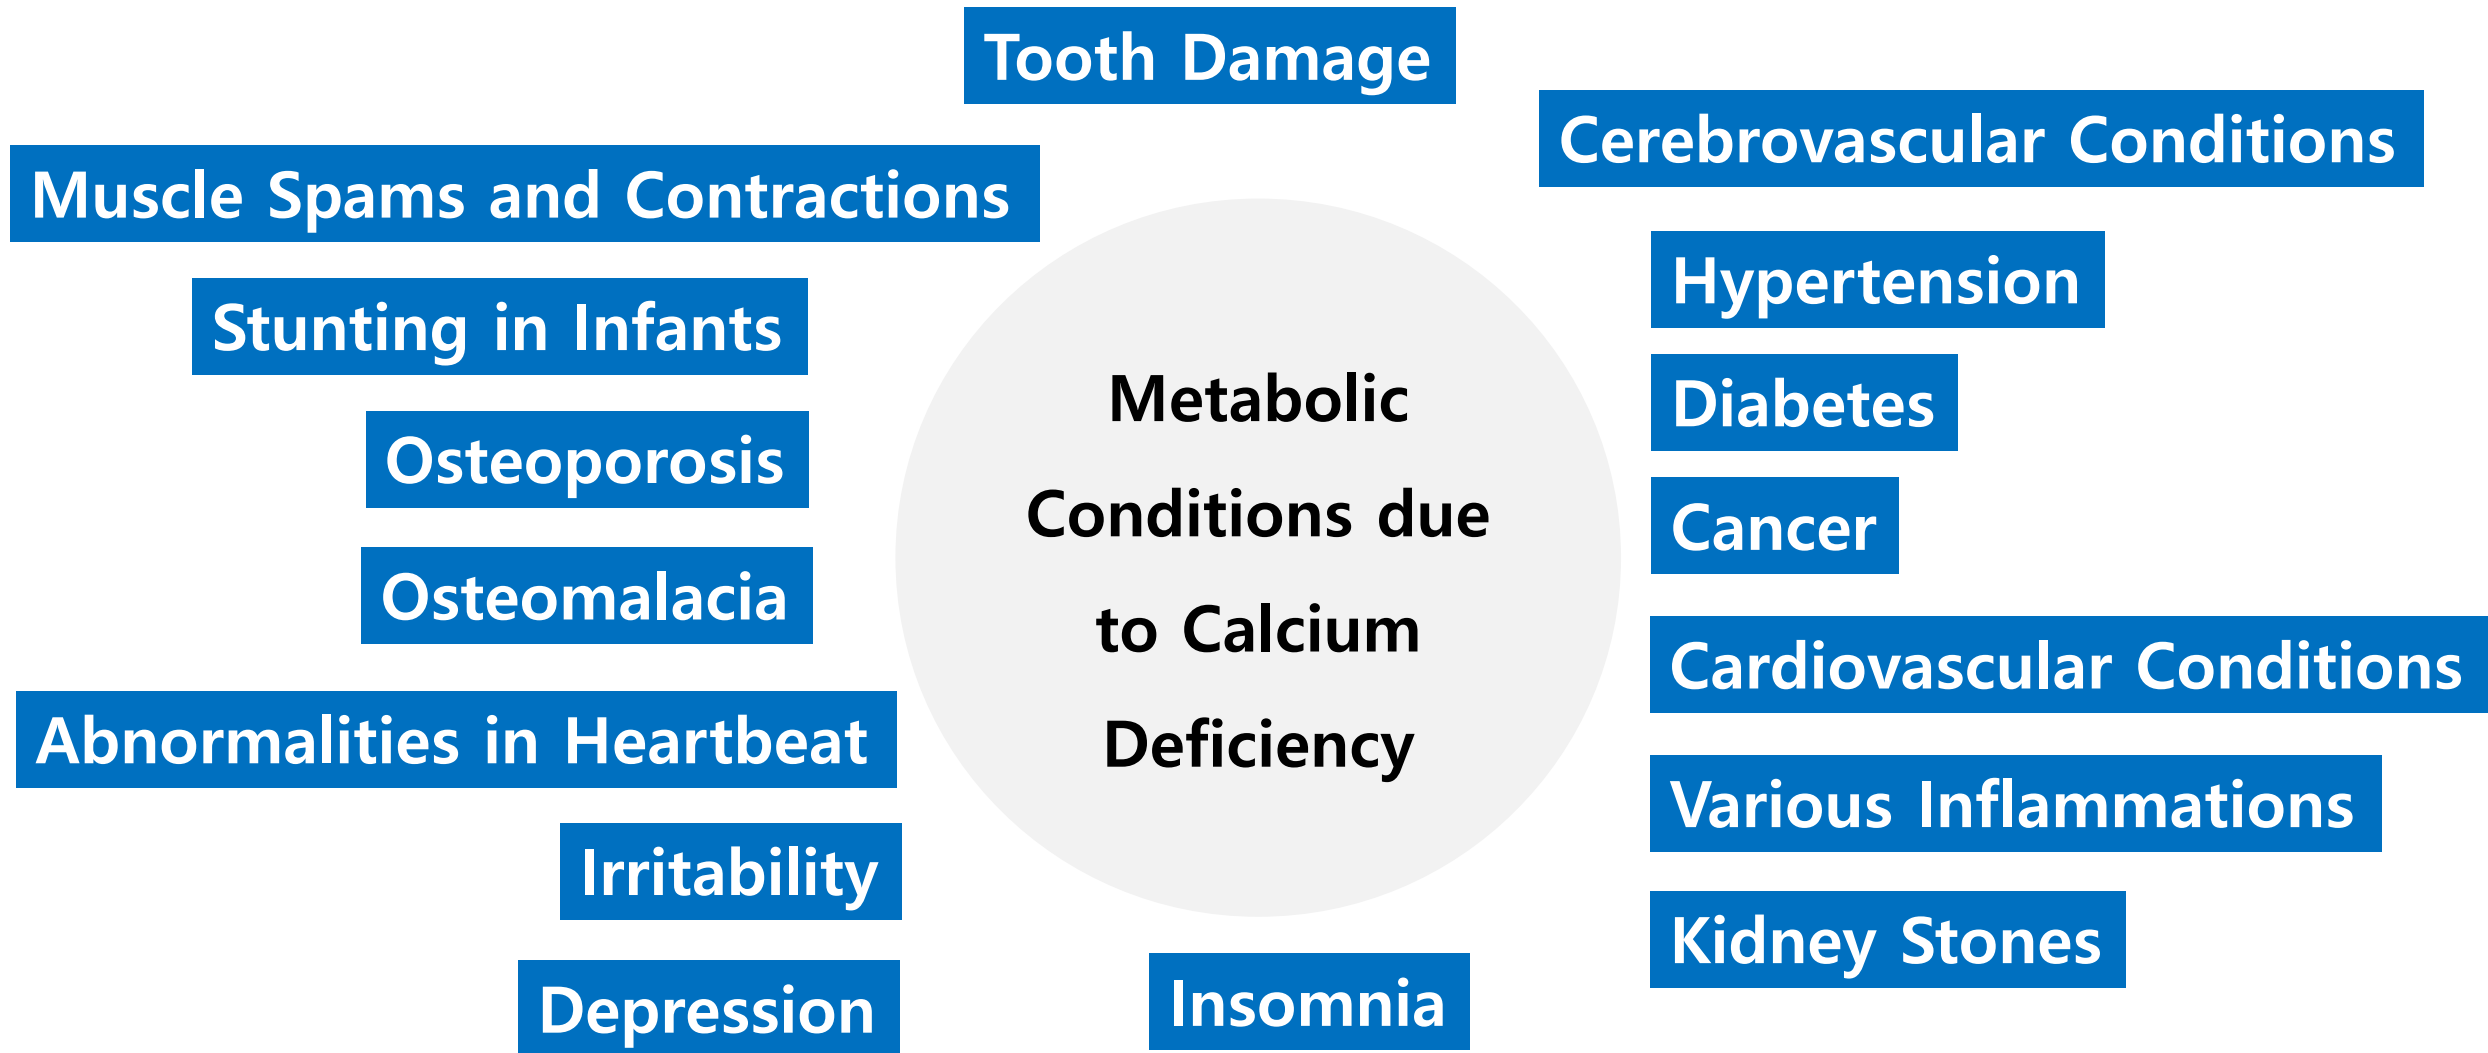 Tooth Damage
Cerebrovascular Conditions
Muscle Spams and Contractions
Hypertension
Stunting in Infants
Diabetes
Osteoporosis
Cancer
Osteomalacia
Metabolic
Conditions due
to Calcium
Deficiency
Cardiovascular Conditions
Abnormalities in Heartbeat
Various Inflammations
Irritability
Kidney Stones
Depression
Insomnia